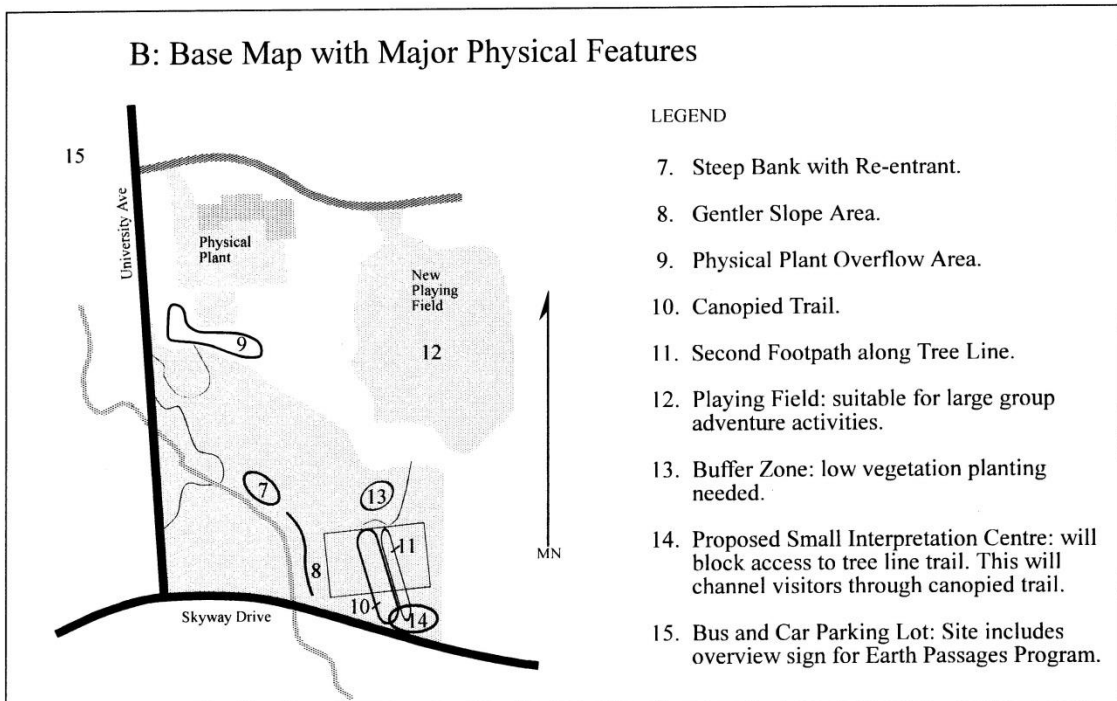 B: Base Map with Major Physical Features
15
University Ave
Physical
Plant
New
Playing
Field
12
9
7
13
8
11
10
14
Skyway Drive
MN
LEGEND
7. Steep Bank with Re-entrant.
8. Gentler Slope Area.
9. Physical Plant Overflow Area.
10. Canopied Trail.
11. Second Footpath along Tree Line.
12. Playing Field: suitable for large group
adventure activities.
13. Buffer Zone: low vegetation planting
needed.
14. Proposed Small Interpretation Centre: will
block access to tree line trail. This will
channel visitors through canopied trail.
15. Bus and Car Parking Lot: Site includes
overview sign for Earth Passages Program.